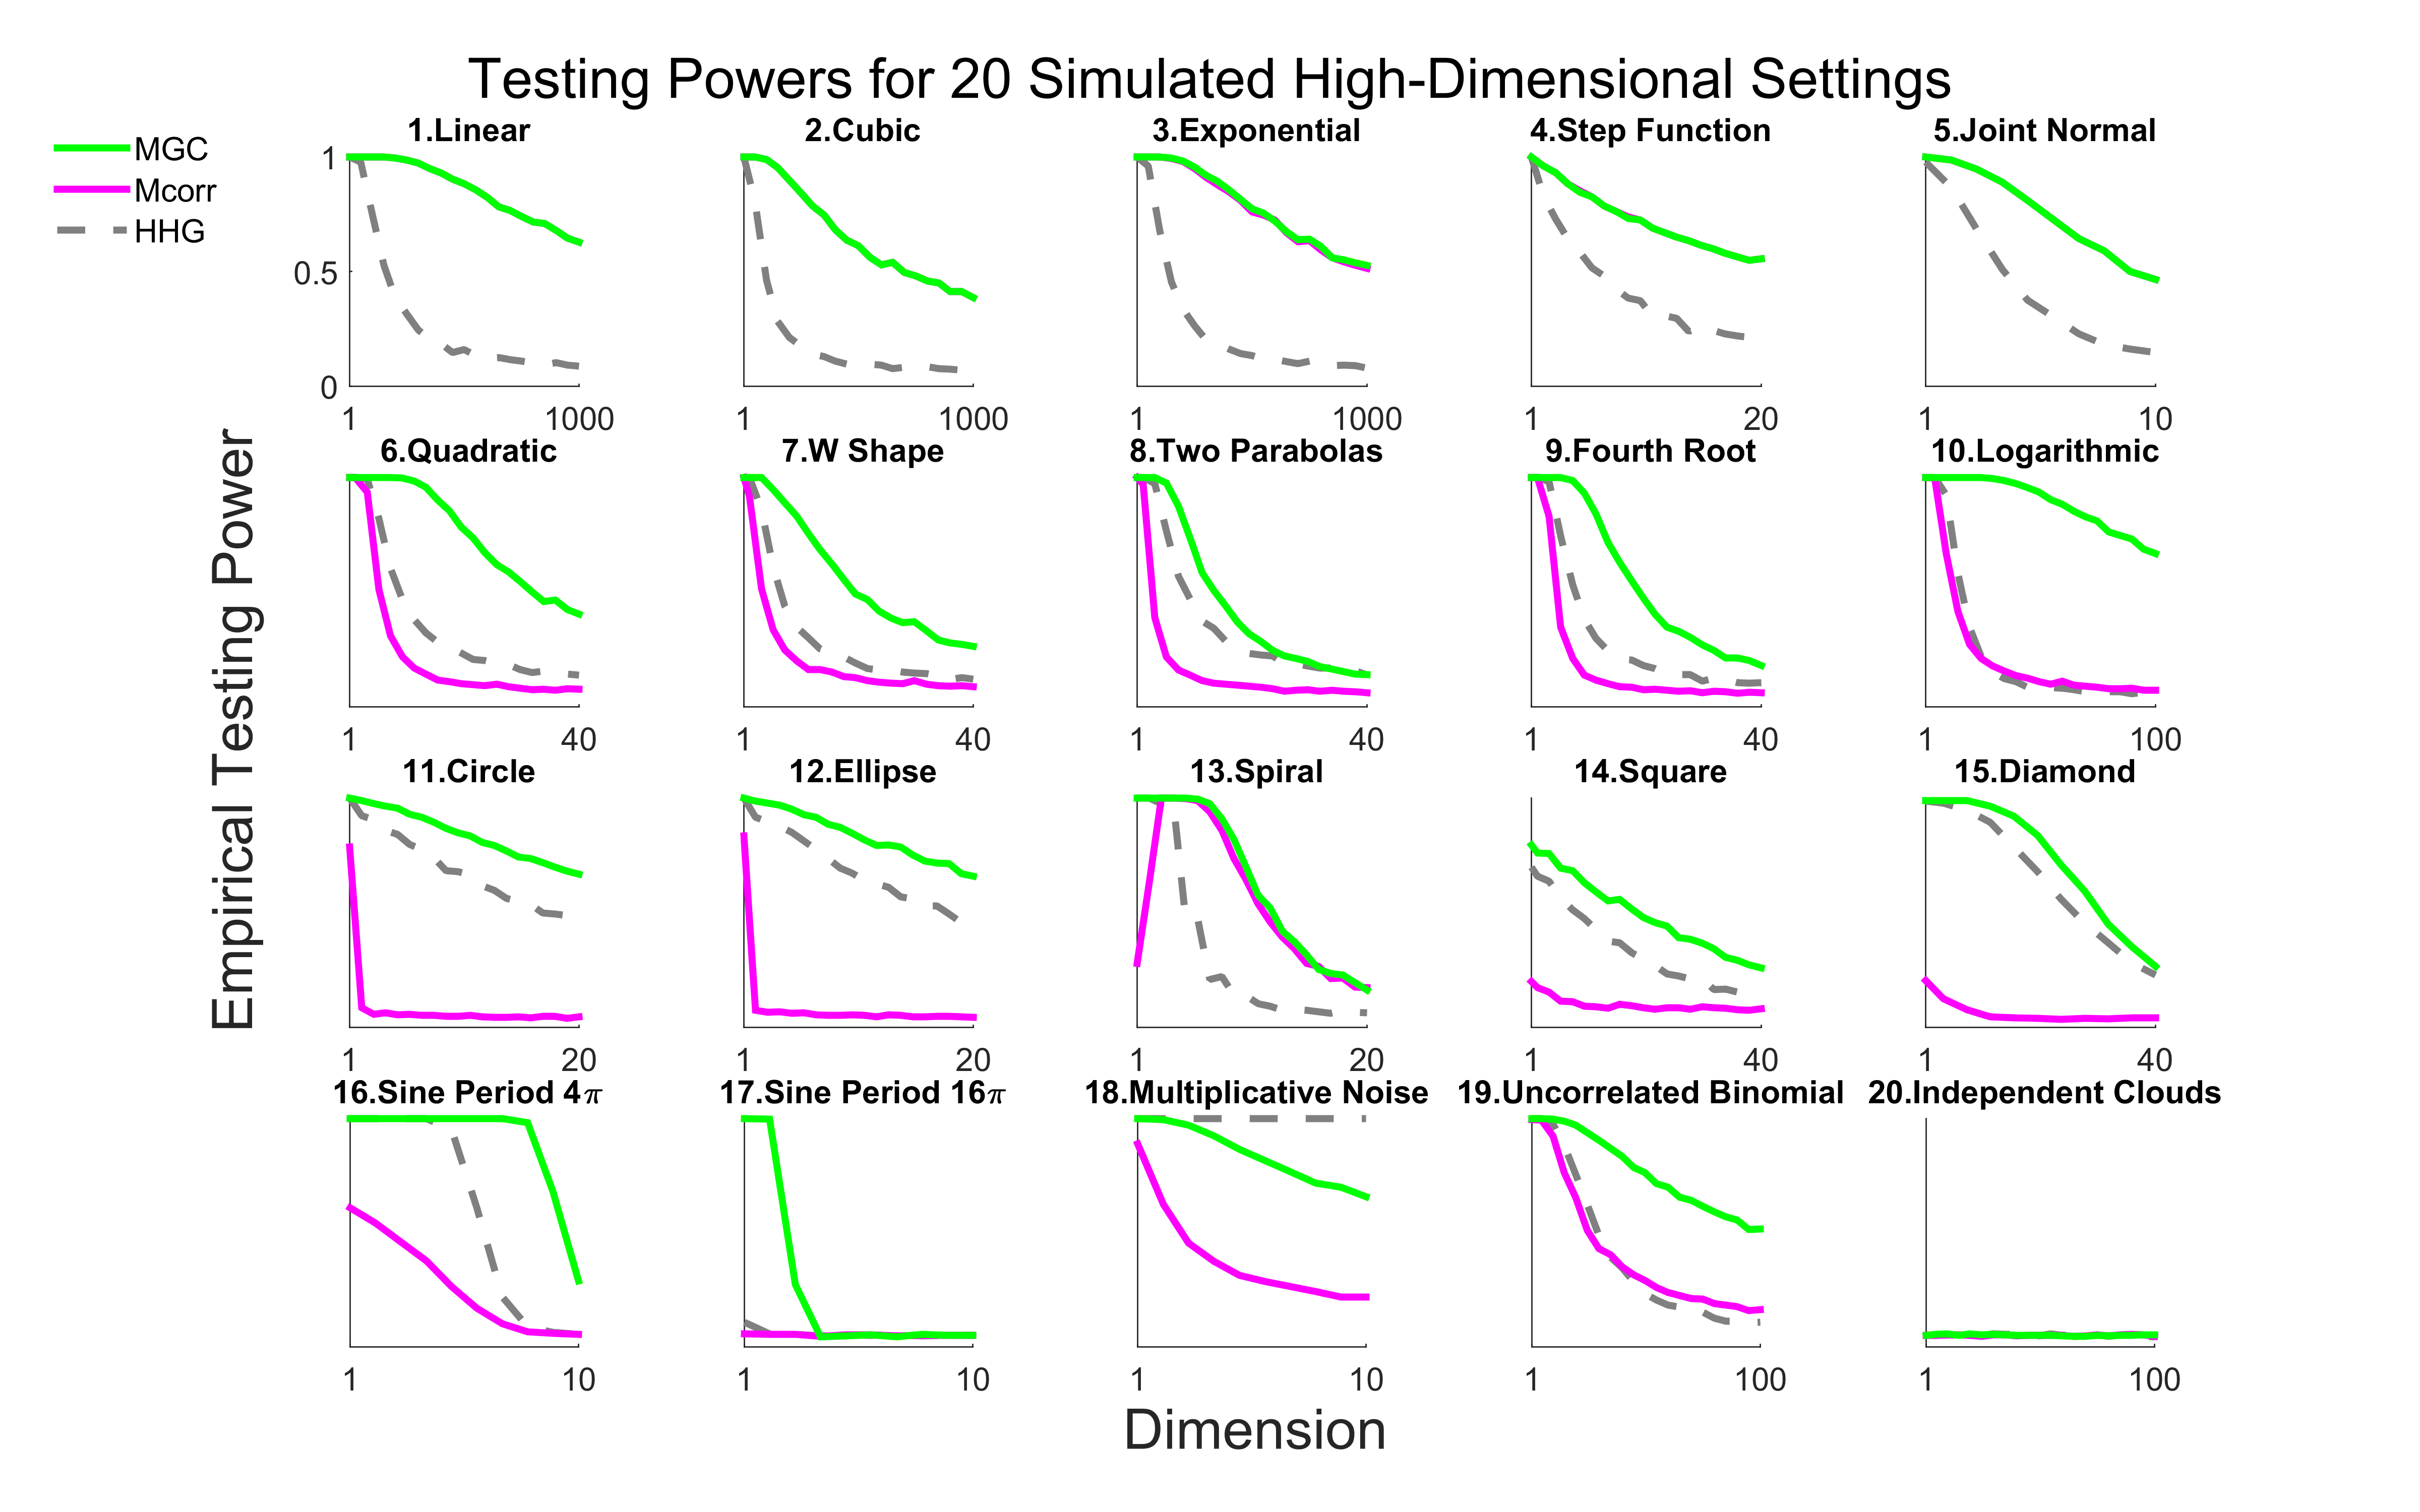 Testing Powers for 20 Simulated High-Dimensional Settings
MGC
Mcorr
HHG
Empirical Testing Power
1.Linear
1
0.5
0
1 1000
2.Cubic
1 1000
3.Exponential
1 1000
4.Step Function
1 20
5.Joint Normal
1 10
6.Quadratic
1 40
7.W Shape
1 40
8.Two Parabolas
1 40
9.Fourth Root
1 40
10.Logarithmic
1 100
11.Circle
1 20
12.Ellipse
1 20
13.Spiral
1 20
14.Square
1 40
15.Diamond
1 40
16.Sine Period 4π
1 10
17.Sine Period 16π
1 10
18.Multiplicative Noise
1 10
19.Uncorrelated Binomial
1 100
20.Independent Clouds
1 100
Dimension